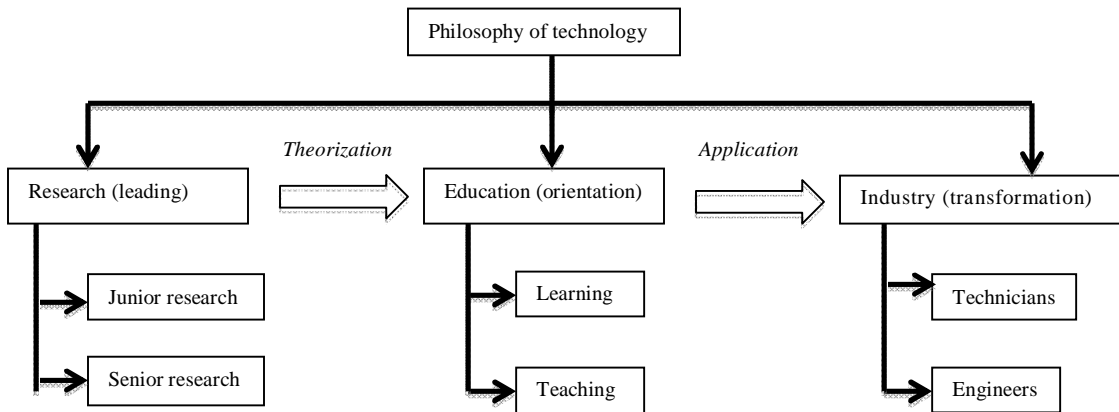 Philosophy of technology
Theorization
Application
Research (leading)
Education (orientation)
Industry (transformation)
Junior research
Learning
Technicians
Senior research
Teaching
Engineers